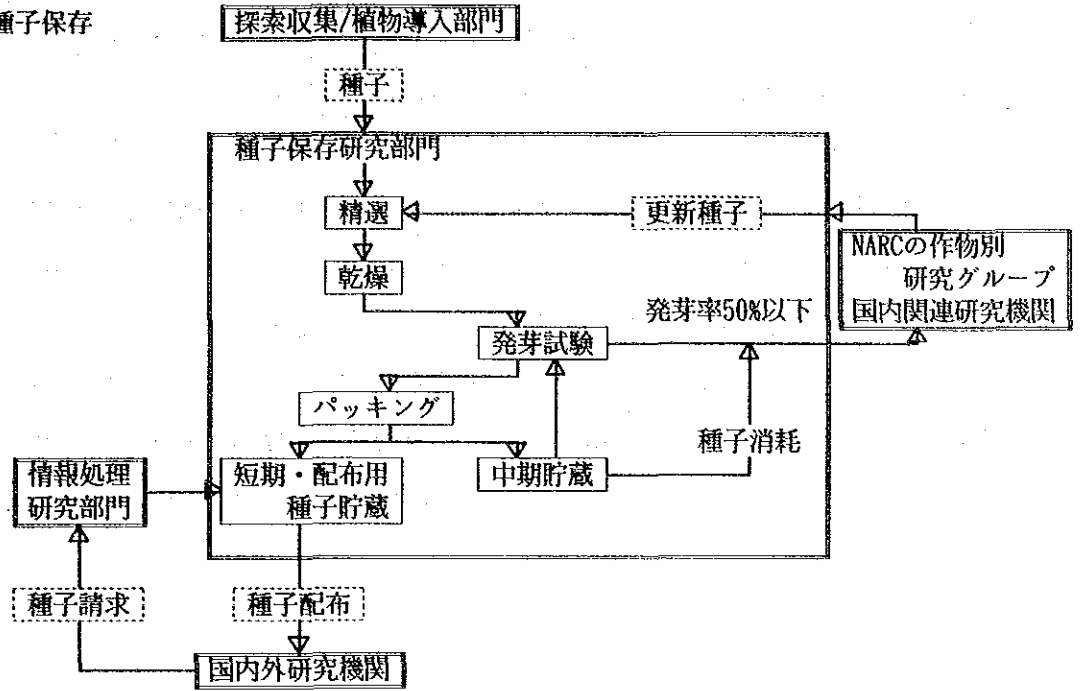 種子保存
探索収集/植物導入部門
種子
種子保存研究部門
精選
更新種子
NARCの作物別
研究グループ
国内関連研究機関
乾燥
発芽率50%以下
発芽試験
パッキング
種子消耗
情報処理
研究部門
短期・配布用
種子貯蔵
中期貯蔵
種子請求
種子配布
国内外研究機関